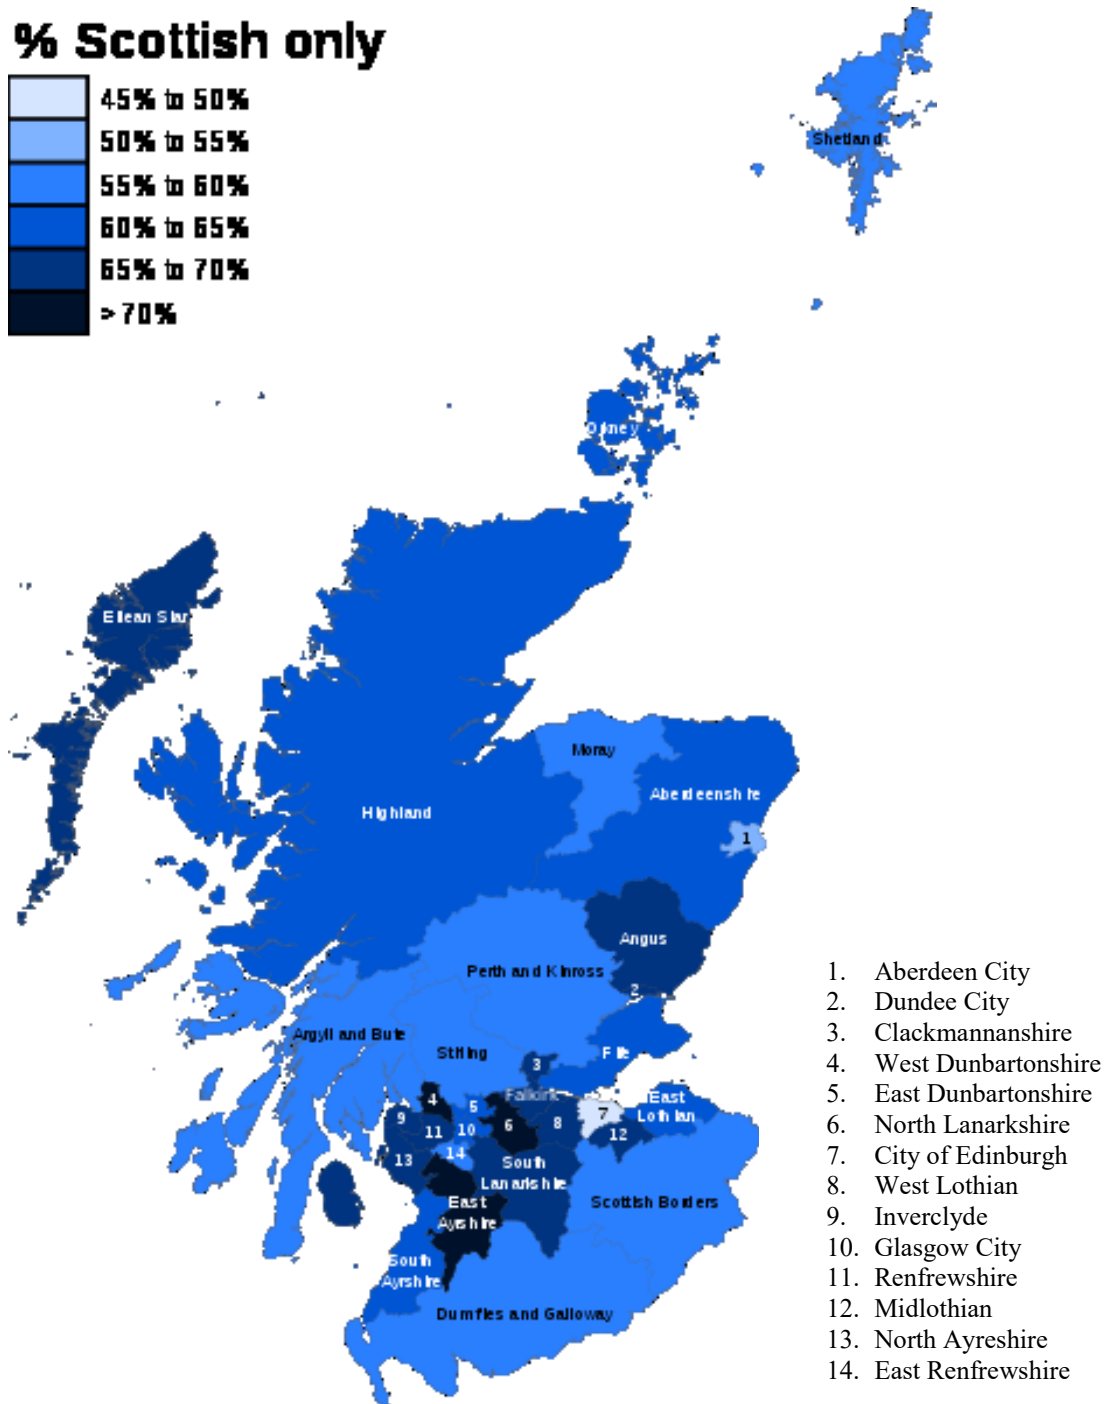 % Scottish only
45% to 50%
50% to 55%
55% to 60%
60% to 65%
65% to 70%
>70%
Shetland
Orkney
Eilean Siar
Moray
Aberdeenshire
Highland
1
Angus
Perth and Kinross
2
Argyll and Bute
Stirling
Fife
3
Falkirk
4
5
East
Lothian
9
6
7
8
11
10
12
13
14
South
Lanarkshire
East
Ayrshire
Scottish Borders
South
Ayrshire
Dumfies and Galloway
1. Aberdeen City
2. Dundee City
3. Clackmannanshire
4. West Dunbartonshire
5. East Dunbartonshire
6. North Lanarkshire
7. City of Edinburgh
8. West Lothian
9. Inverclyde
10. Glasgow City
11. Renfrewshire
12. Midlothian
13. North Ayreshire
14. East Renfrewshire